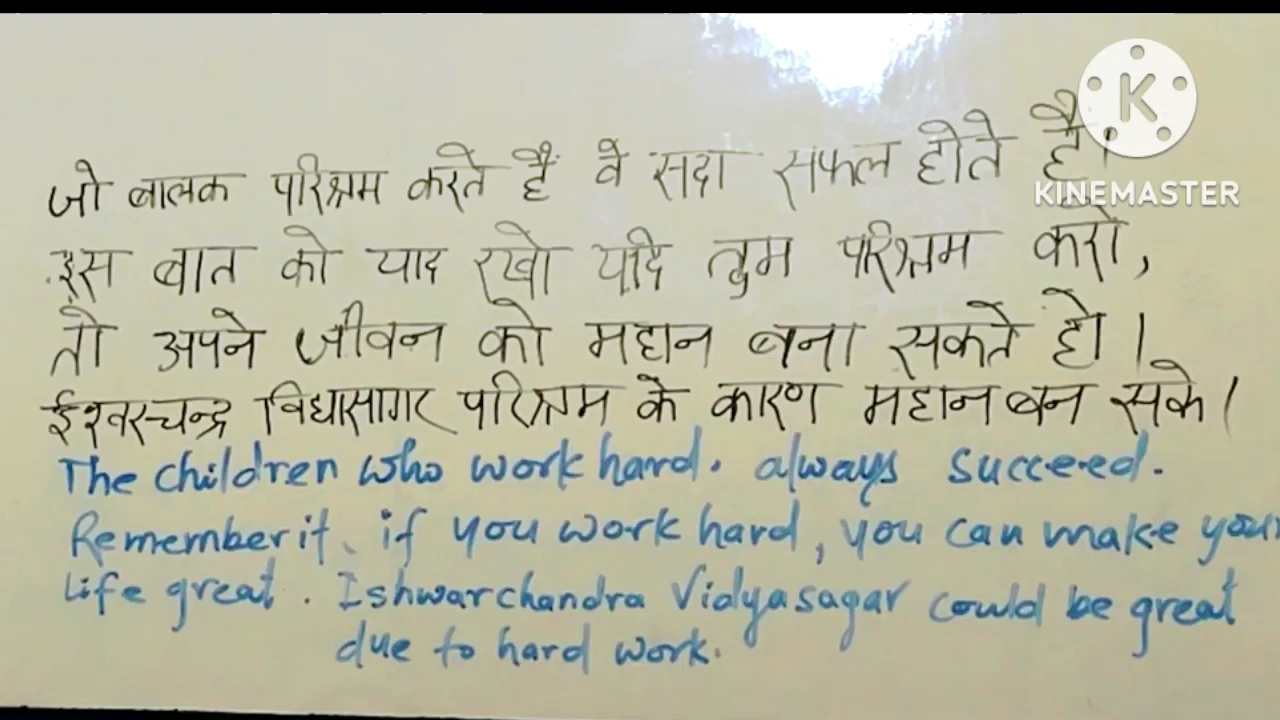 जो बालक परिश्रम करते हैं वे सदा सफल होते हैं।
KINEMASTER
इस बात को याद रखो यदि तुम परिश्रम करो,
तो अपने जीवन को महान बना सकते हो।
ईश्वरचन्द्र विद्यासागर परिश्रम के कारण महान बन सके।
The children who work hard. always succeed.
Remember it, if you work hard, you can make your
life great. Ishwarchandra Vidyasagar could be great
due to hard work.